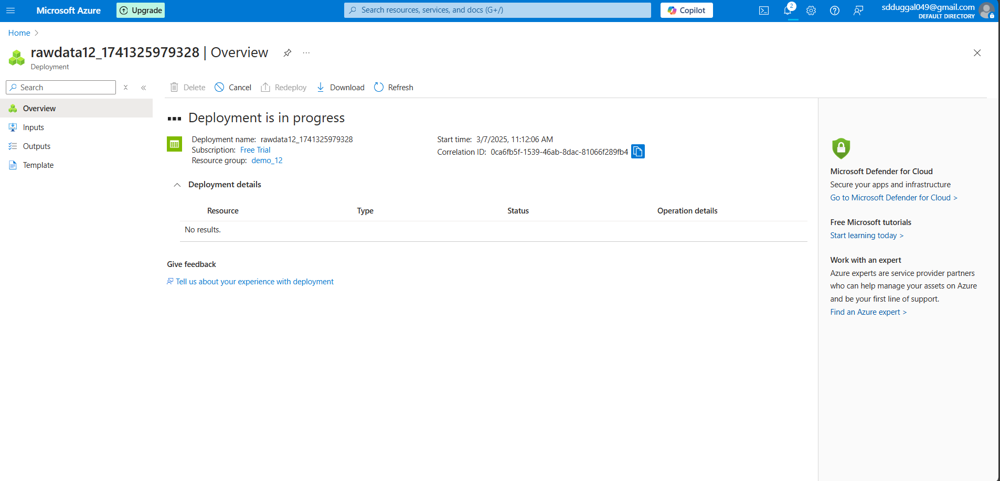 Microsoft Azure
Upgrade
Search resources, services, and docs (G+/)
Copilot
2
sdduggal049@gmail.com
DEFAULT DIRECTORY
Home
rawdata12_1741325979328 | Overview
Deployment
Search
Delete
Cancel
Redeploy
Download
Refresh
Overview
Inputs
Outputs
Template
Deployment is in progress
Deployment name: rawdata12_1741325979328
Subscription: Free Trial
Resource group: demo_12
Start time: 3/7/2025, 11:12:06 AM
Correlation ID: 0ca6fb5f-1539-46ab-8dac-81066f289fb4
Deployment details
Resource Type Status Operation details
No results.
Give feedback
Tell us about your experience with deployment
Microsoft Defender for Cloud
Secure your apps and infrastructure
Go to Microsoft Defender for Cloud >
Free Microsoft tutorials
Start learning today >
Work with an expert
Azure experts are service provider partners
who can help manage your assets on Azure
and be your first line of support.
Find an Azure expert >